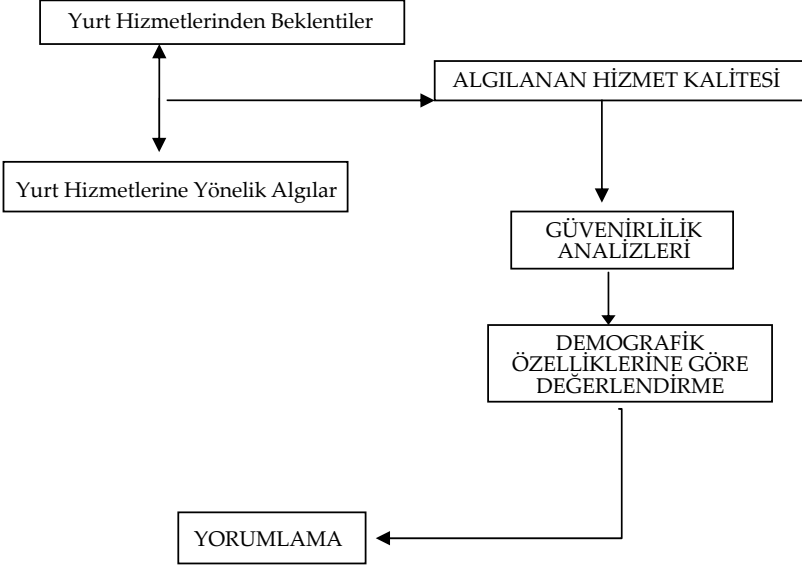 Yurt Hizmetlerinden Beklentiler
ALGILANAN HİZMET KALİTESİ
Yurt Hizmetlerine Yönelik Algılar
GÜVENİRLİLİK
ANALİZLERİ
DEMOGRAFİK
ÖZELLİKLERİNE GÖRE
DEĞERLENDİRME
YORUMLAMA